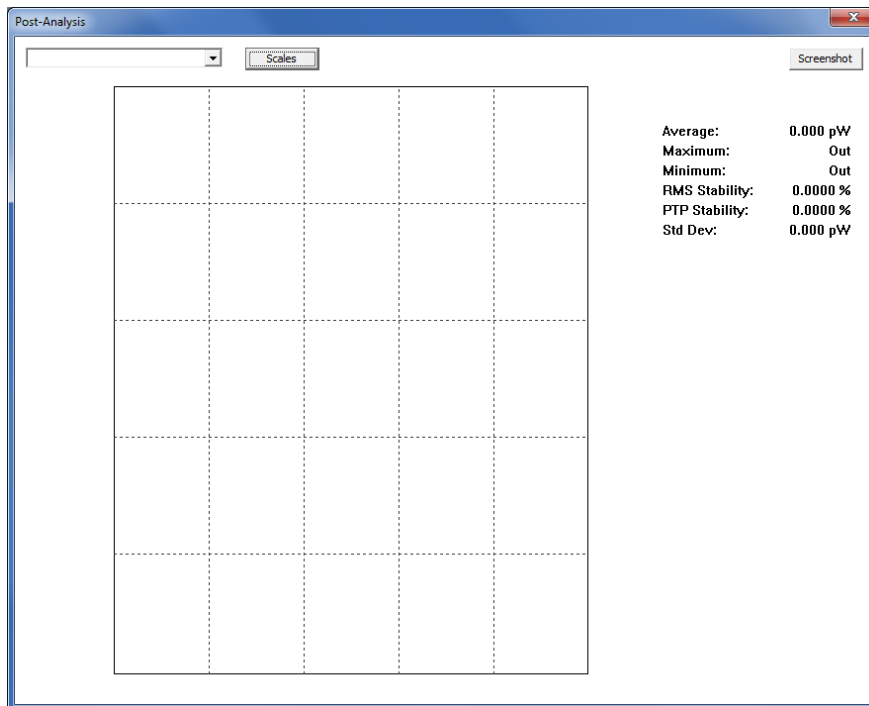 Post-Analysis
Scales
Screenshot
Average: 0.000 pW
Maximum: Out
Minimum: Out
RMS Stability: 0.0000 %
PTP Stability: 0.0000 %
Std Dev: 0.000 pW